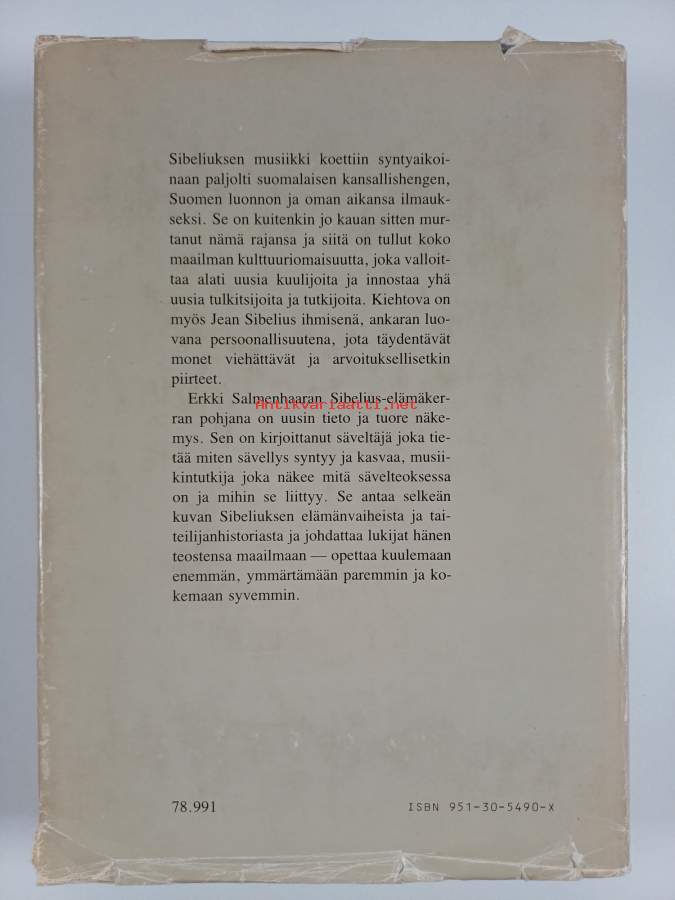 Sibeliuksen musiikki koettiin syntyaikoi-
naan paljolti suomalaisen kansallishengen,
Suomen luonnon ja oman aikansa ilmauk-
seksi. Se on kuitenkin jo kauan sitten mur-
tanut nämä rajansa ja siitä on tullut koko
maailman kulttuuriomaisuutta, joka valloit-
taa alati uusia kuulijoita ja innostaa yhä
uusia tulkitsijoita ja tutkijoita. Kiehtova on
myös Jean Sibelius ihmisenä, ankaran luo-
vana persoonallisuutena, jota täydentävät
monet viehättävät ja arvoituksellisetkin
piirteet.
Erkki Salmenhaaran Sibelius-elämäker-
Antikvariaatti.net
ran pohjana on uusin tieto ja tuore näke-
mys. Sen on kirjoittanut säveltäjä joka tie-
tää miten sävellys syntyy ja kasvaa, musii-
kintutkija joka näkee mitä sävelteoksessa
on ja mihin se liittyy. Se antaa selkeän
kuvan Sibeliuksen elämänvaiheista ja tai-
teilijanhistoriasta ja johdattaa lukijat hänen
teostensa maailmaan — opettaa kuulemaan
enemmän, ymmärtämään paremmin ja ko-
kemaan syvemmin.
78.991
ISBN 951-30-5490-X